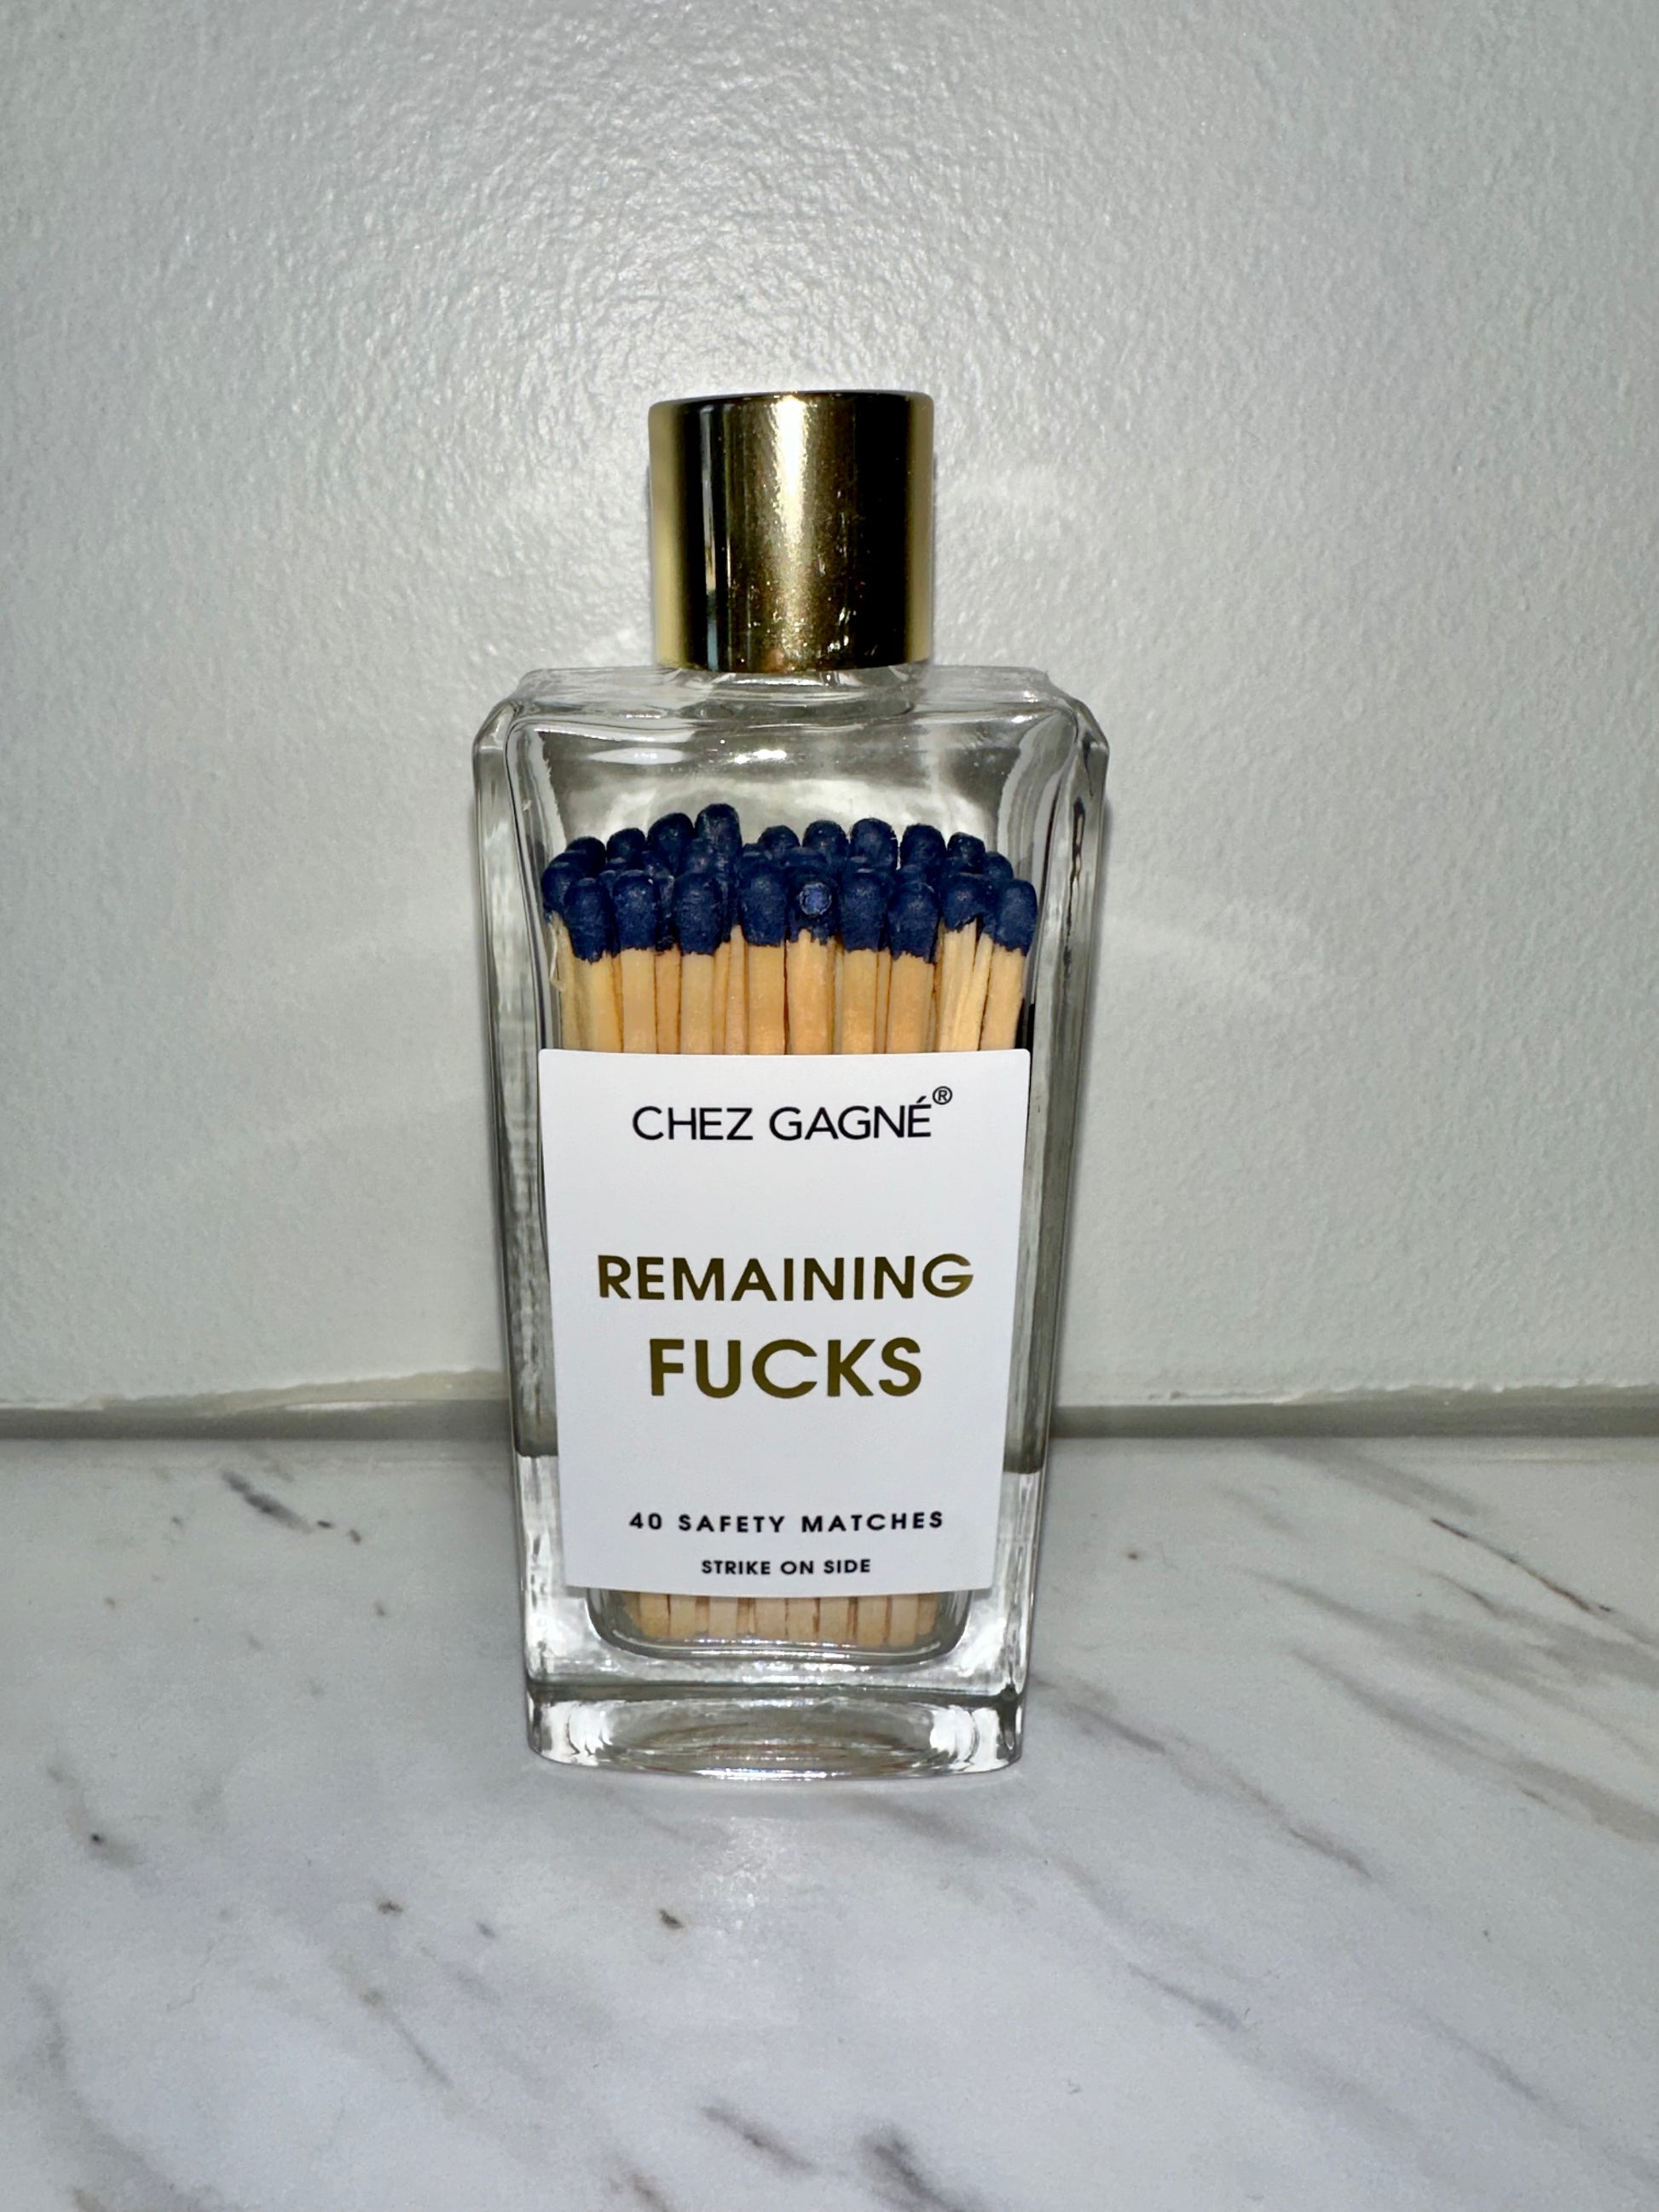 CHEZ GAGNÉ®
REMAINING
FUCKS
40 SAFETY MATCHES
STRIKE ON SIDE